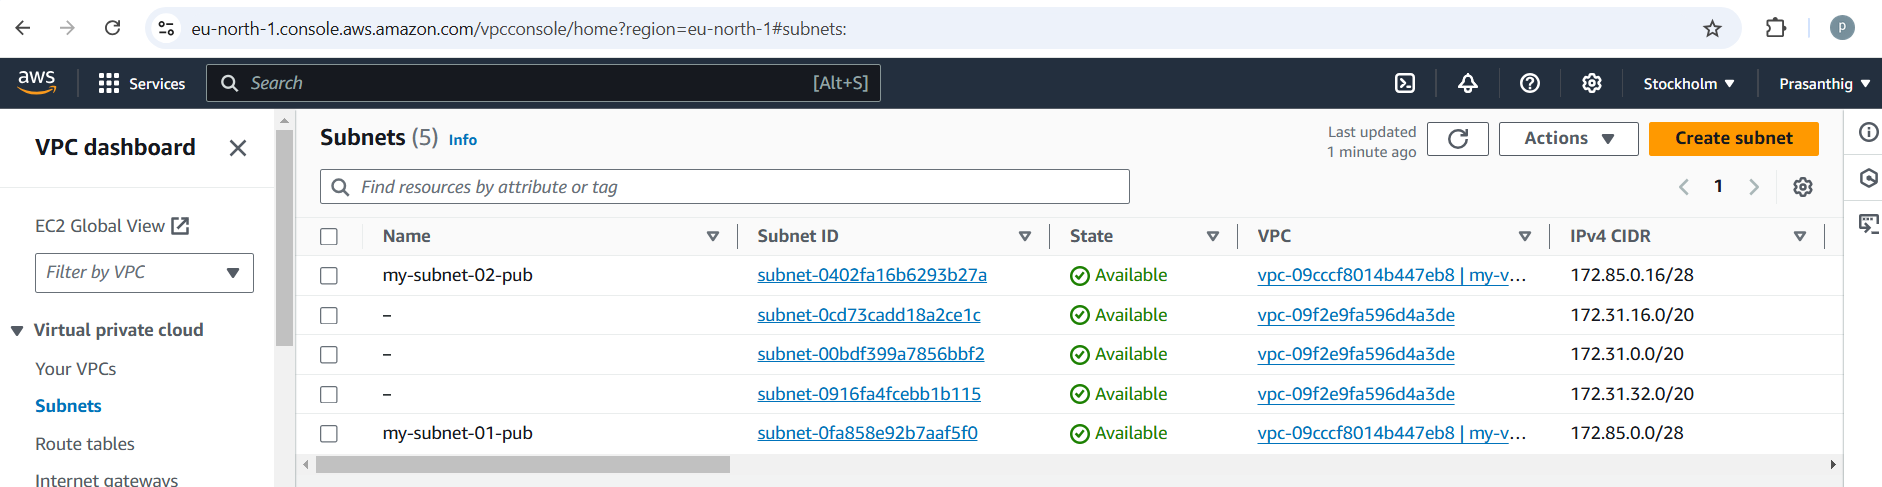 eu-north-1.console.aws.amazon.com/vpcconsole/home?region=eu-north-1#subnets:
P
aws Services Search [Alt+S] Stockholm Prasanthig
VPC dashboard
EC2 Global View
Filter by VPC
Virtual private cloud
Your VPCs
Subnets
Route tables
Internet gateways
Subnets (5) Info
Last updated
1 minute ago
Actions
Create subnet
Find resources by attribute or tag
1
Name Subnet ID State VPC IPv4 CIDR
my-subnet-02-pub subnet-0402fa16b6293b27a Available vpc-09cccf8014b447eb8 | my-v... 172.85.0.16/28
– subnet-0cd73cadd18a2ce1c Available vpc-09f2e9fa596d4a3de 172.31.16.0/20
– subnet-00bdf399a7856bbf2 Available vpc-09f2e9fa596d4a3de 172.31.0.0/20
– subnet-0916fa4fcebb1b115 Available vpc-09f2e9fa596d4a3de 172.31.32.0/20
my-subnet-01-pub subnet-0fa858e92b7aaf5f0 Available vpc-09cccf8014b447eb8 | my-v... 172.85.0.0/28